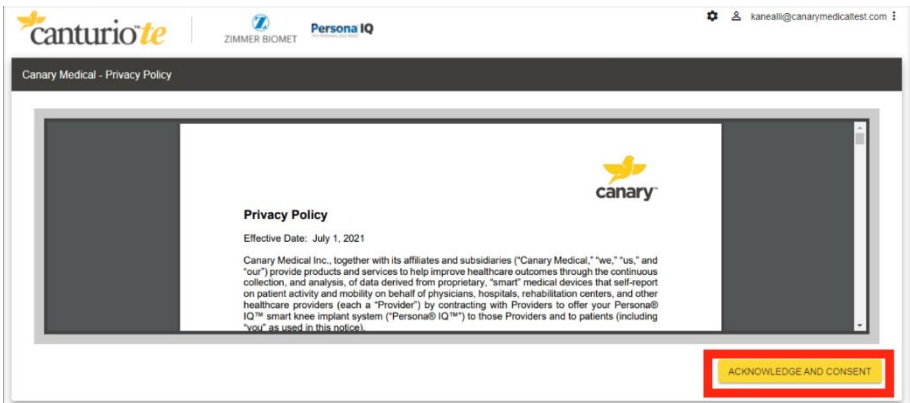 canturio™te
ZIMMER BIOMET
Persona IQ
kanealli@canarymedicaltest.com
Canary Medical - Privacy Policy
canary™
Privacy Policy
Effective Date: July 1, 2021
Canary Medical Inc., together with its affiliates and subsidiaries ("Canary Medical," "we," "us," and
"our") provide products and services to help improve healthcare outcomes through the continuous
collection, and analysis, of data derived from proprietary, "smart" medical devices that self-report
on patient activity and mobility on behalf of physicians, hospitals, rehabilitation centers, and other
healthcare providers (each a "Provider") by contracting with Providers to offer your Persona®
IQ™ smart knee implant system ("Persona® IQ™") to those Providers and to patients (including
"you" as used in this notice).
ACKNOWLEDGE AND CONSENT